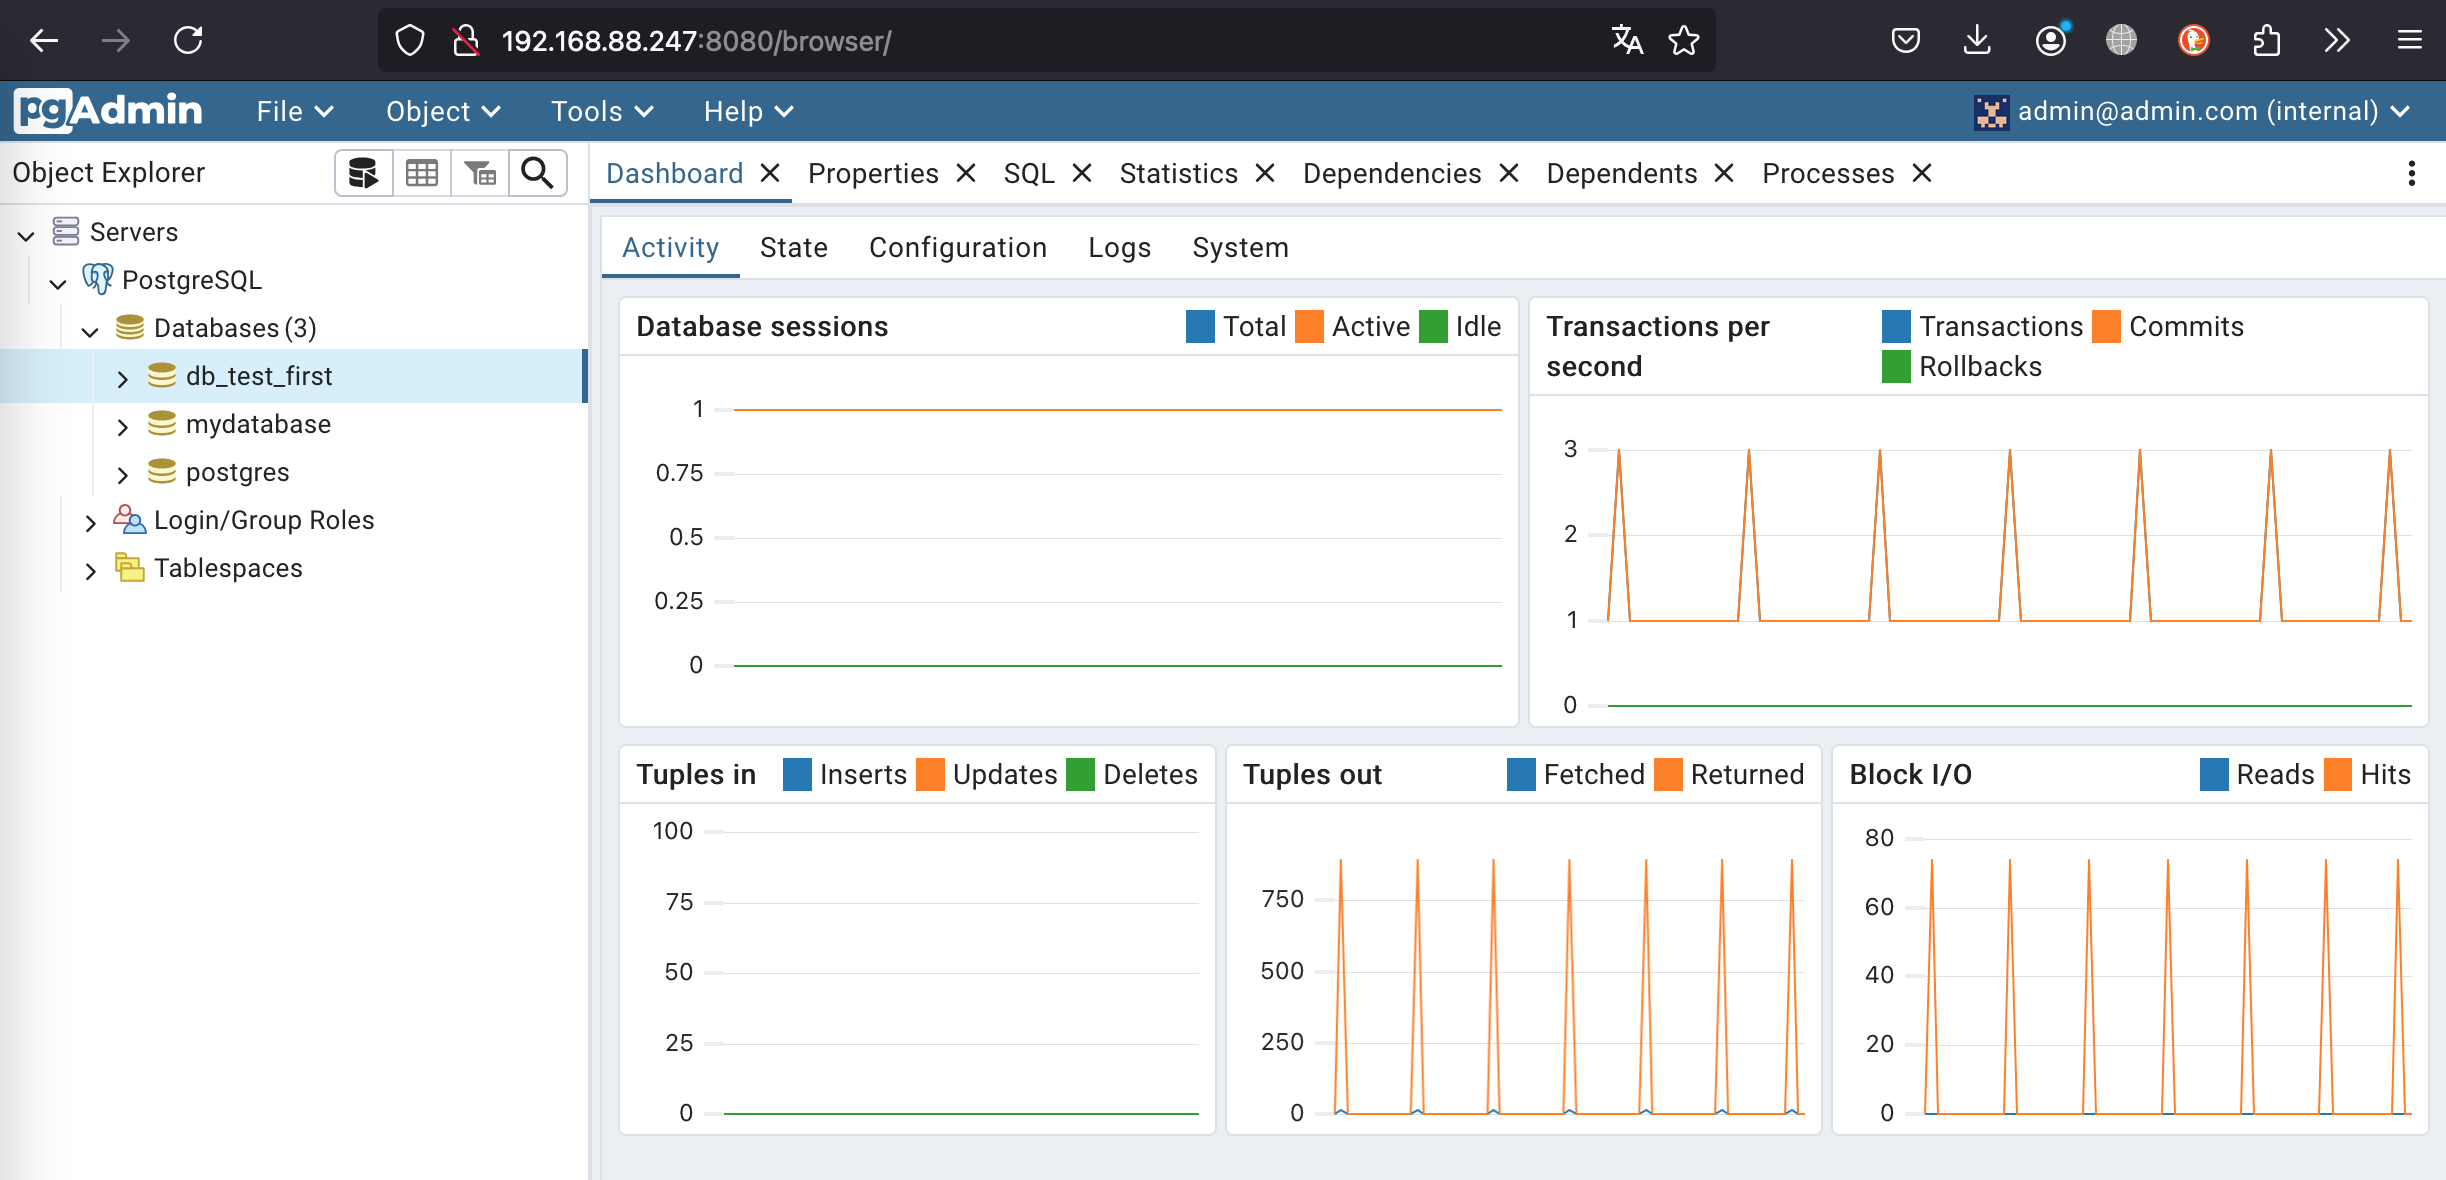 192.168.88.247:8080/browser/
pgAdmin File Object Tools Help admin@admin.com (internal)
Object Explorer
Servers
PostgreSQL
Databases (3)
db_test_first
mydatabase
postgres
Login/Group Roles
Tablespaces
Dashboard Properties SQL Statistics Dependencies Dependents Processes
Activity State Configuration Logs System
Database sessions Total Active Idle
1
0.75
0.5
0.25
0
Transactions per second Transactions Commits Rollbacks
3
2
1
0
Tuples in Inserts Updates Deletes
100
75
50
25
0
Tuples out Fetched Returned
750
500
250
0
Block I/O Reads Hits
80
60
40
20
0